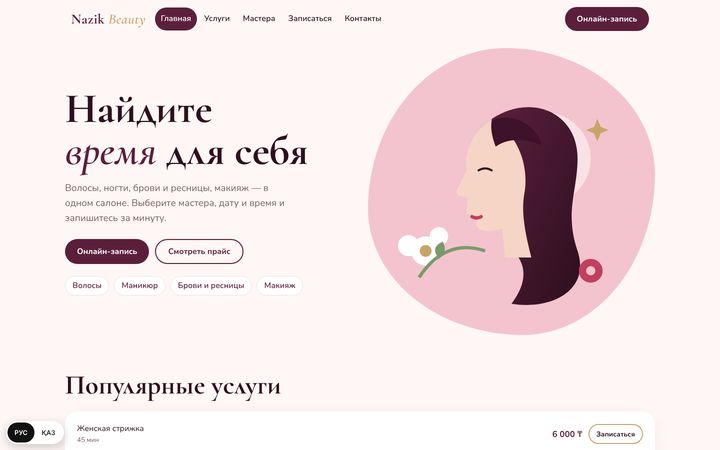 Nazik Beauty
Главная Услуги Мастера Записаться Контакты
Онлайн-запись
Найдите
время для себя
Волосы, ногти, брови и ресницы, макияж — в
одном салоне. Выберите мастера, дату и время и
запишитесь за минуту.
Онлайн-запись Смотреть прайс
Волосы Маникюр Брови и ресницы Макияж
Популярные услуги
Женская стрижка
45 мин
6 000 ₸ Записаться
РУС ҚАЗ